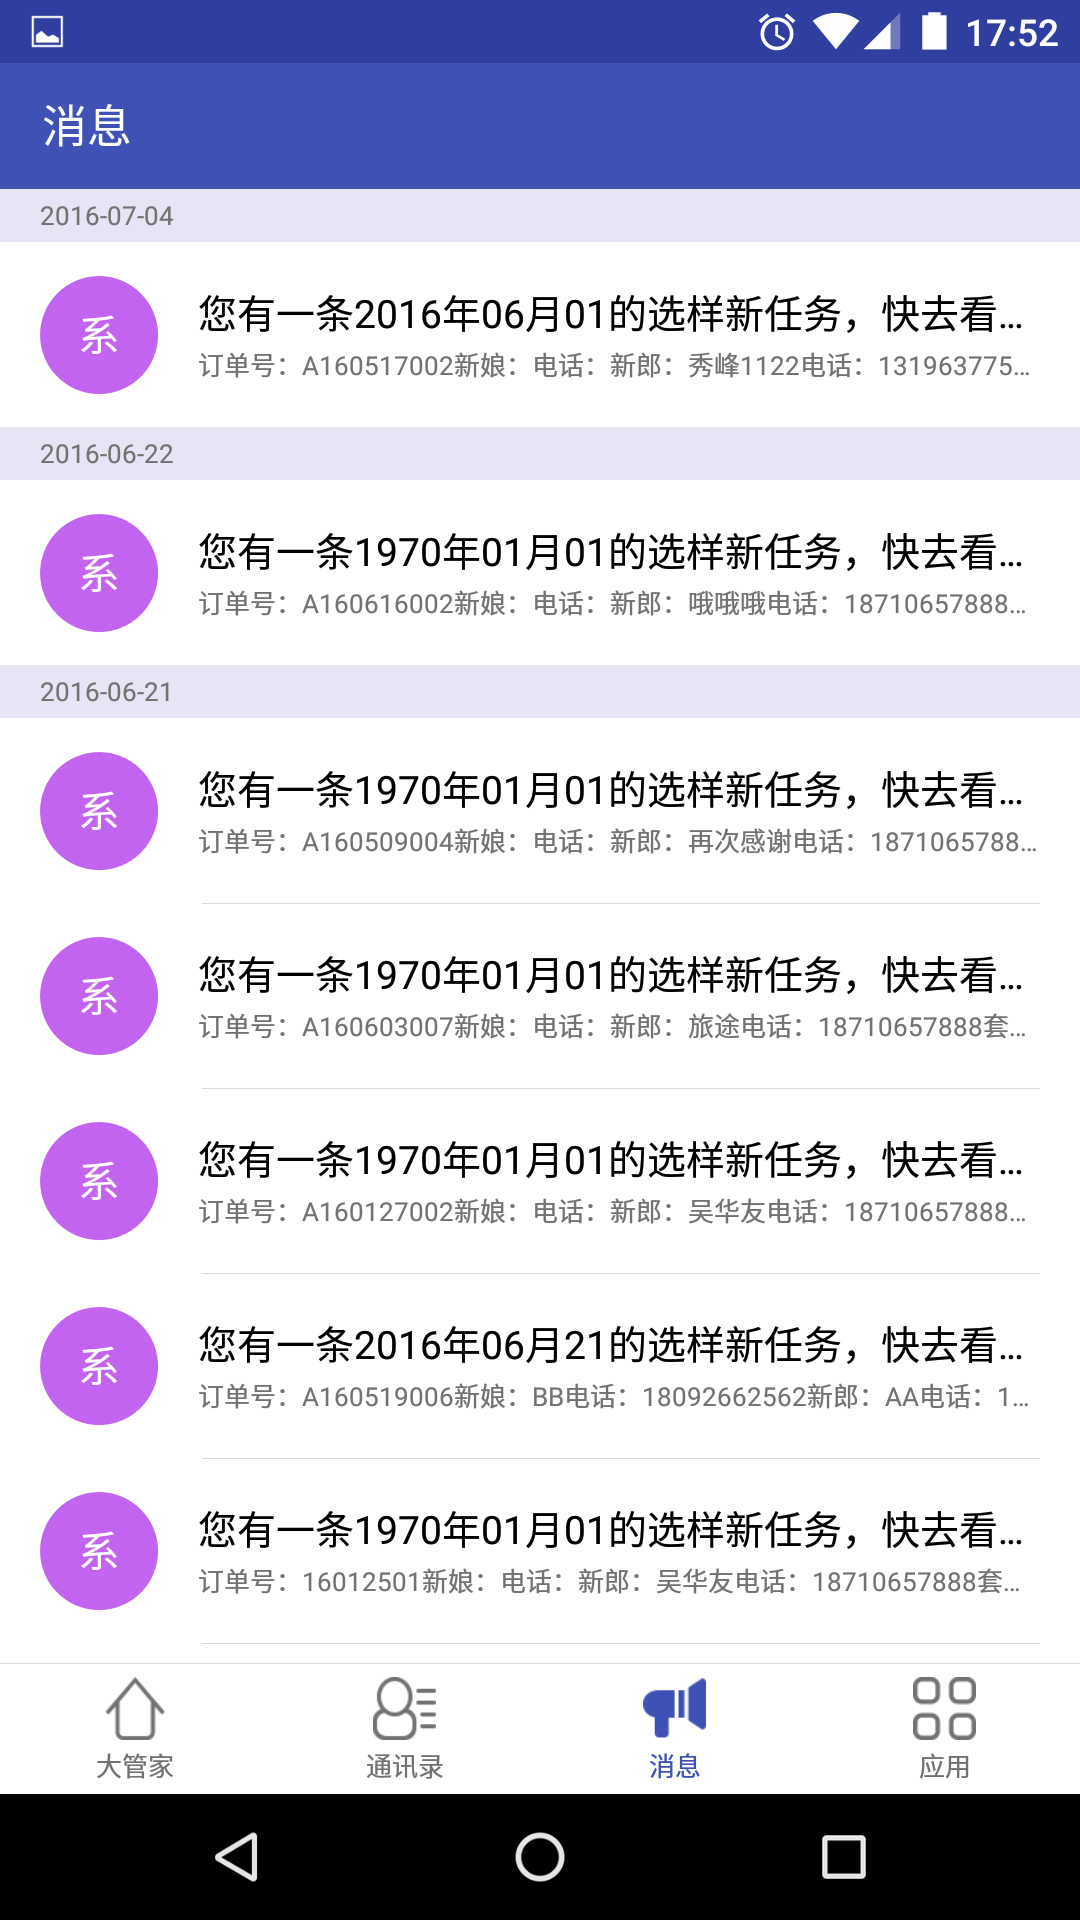 17:52
消息
2016-07-04
系
您有一条2016年06月01的选样新任务，快去看...
订单号：A160517002新娘：电话：新郎：秀峰1122电话：131963775...
2016-06-22
系
您有一条1970年01月01的选样新任务，快去看...
订单号：A160616002新娘：电话：新郎：哦哦哦电话：18710657888...
2016-06-21
系
您有一条1970年01月01的选样新任务，快去看...
订单号：A160509004新娘：电话：新郎：再次感谢电话：1871065788...
系
您有一条1970年01月01的选样新任务，快去看...
订单号：A160603007新娘：电话：新郎：旅途电话：18710657888套...
系
您有一条1970年01月01的选样新任务，快去看...
订单号：A160127002新娘：电话：新郎：吴华友电话：18710657888...
系
您有一条2016年06月21的选样新任务，快去看...
订单号：A160519006新娘：BB电话：18092662562新郎：AA电话：1...
系
您有一条1970年01月01的选样新任务，快去看...
订单号：16012501新娘：电话：新郎：吴华友电话：18710657888套...
大管家
通讯录
消息
应用